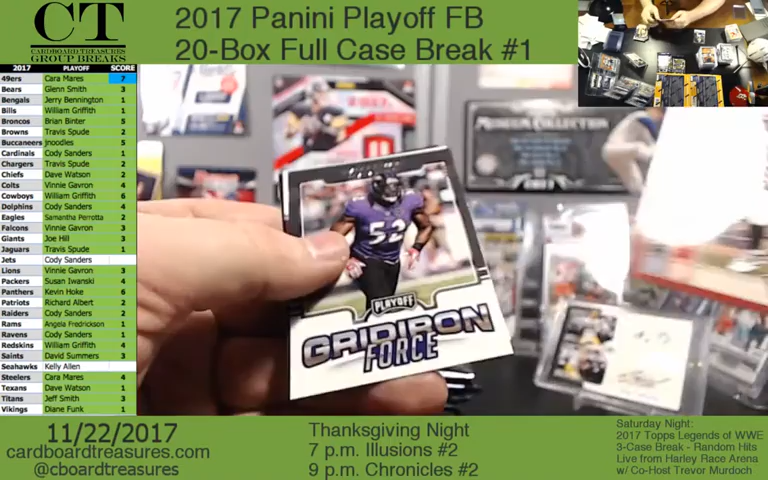 CT
CARDBOARD TREASURES
GROUP BREAKS
2017 Panini Playoff FB
20-Box Full Case Break #1
2017 PLAYOFF SCORE
49ers Cara Mares 7
Bears Glenn Smith 3
Bengals Jerry Bennington 1
Bills William Griffith 1
Broncos Brian Binter 5
Browns Travis Spude 2
Buccaneers Jnoodies 5
Cardinals Cody Sanders 1
Chargers Travis Spude 2
Chiefs Dave Watson 2
Colts Vinnie Gavron 4
Cowboys William Griffith 6
Dolphins Cody Sanders 4
Eagles Samantha Perrotta 2
Falcons Vinnie Gavron 3
Giants Joe Hill 3
Jaguars Travis Spude 1
Jets Cody Sanders
Lions Vinnie Gavron 3
Packers Susan Iwanski 4
Panthers Kevin Hoke 6
Patriots Richard Albert 2
Raiders Cody Sanders 2
Rams Angela Fredrickson 1
Ravens Cody Sanders 1
Redskins William Griffith 4
Saints David Summers 3
Seahawks Kelly Allen
Steelers Cara Mares 4
Texans Dave Watson 1
Titans Jeff Smith 3
Vikings Diane Funk 1
MUSEUM COLLECTION
52
PLAYOFF
GRIDIRON
FORCE
11/22/2017
cardboardtreasures.com
@cboardtreasures
Thanksgiving Night
7 p.m. Illusions #2
9 p.m. Chronicles #2
Saturday Night:
2017 Topps Legends of WWE
3-Case Break - Random Hits
Live from Harley Race Arena
w/ Co-Host Trevor Murdoch